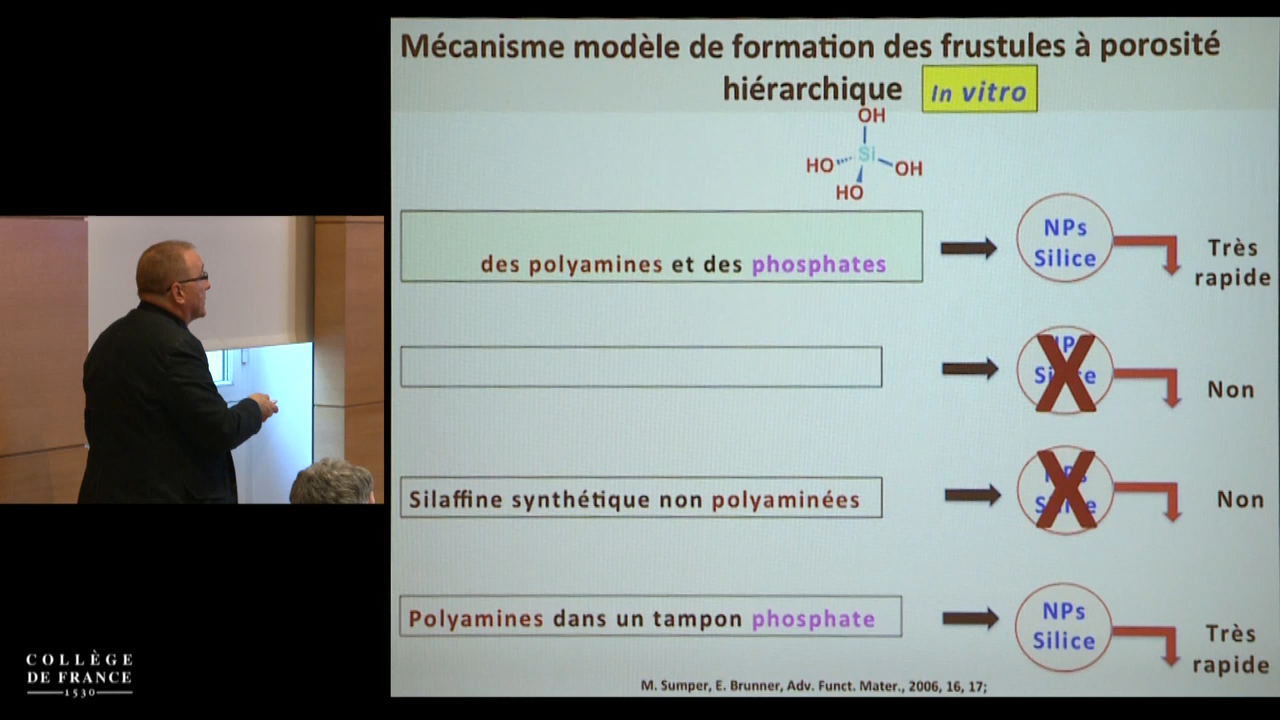 Mécanisme modèle de formation des frustules à porosité
hiérarchique In vitro
OH
HO Si OH
HO
des polyamines et des phosphates
NPs
Silice
Très
rapide
Non
Silaffine synthétique non polyaminées
Non
Polyamines dans un tampon phosphate
NPs
Silice
Très
rapide
M. Sumper, E. Brunner, Adv. Funct. Mater., 2006, 16, 17;
COLLÈGE
DE FRANCE
1530